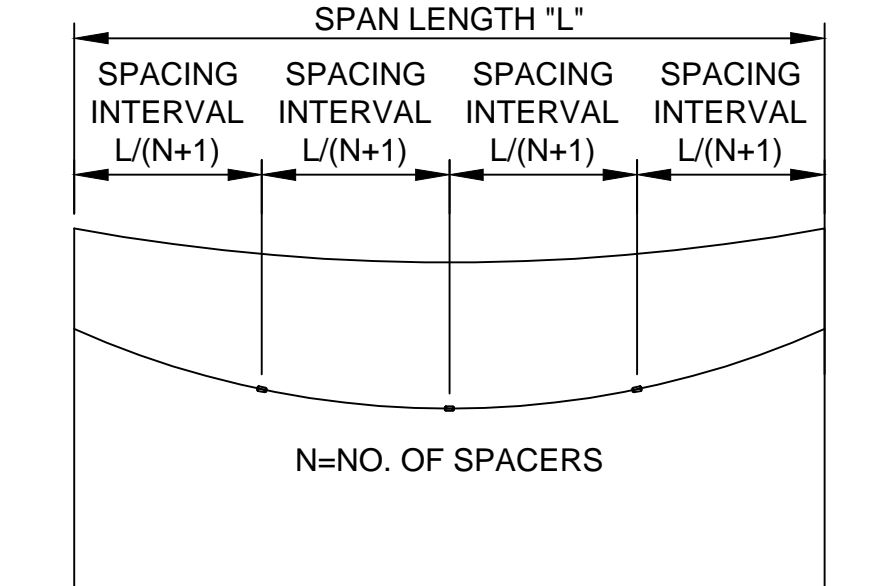 SPAN LENGTH "L"
SPACING
INTERVAL
L/(N+1)
SPACING
INTERVAL
L/(N+1)
SPACING
INTERVAL
L/(N+1)
SPACING
INTERVAL
L/(N+1)
N=NO. OF SPACERS